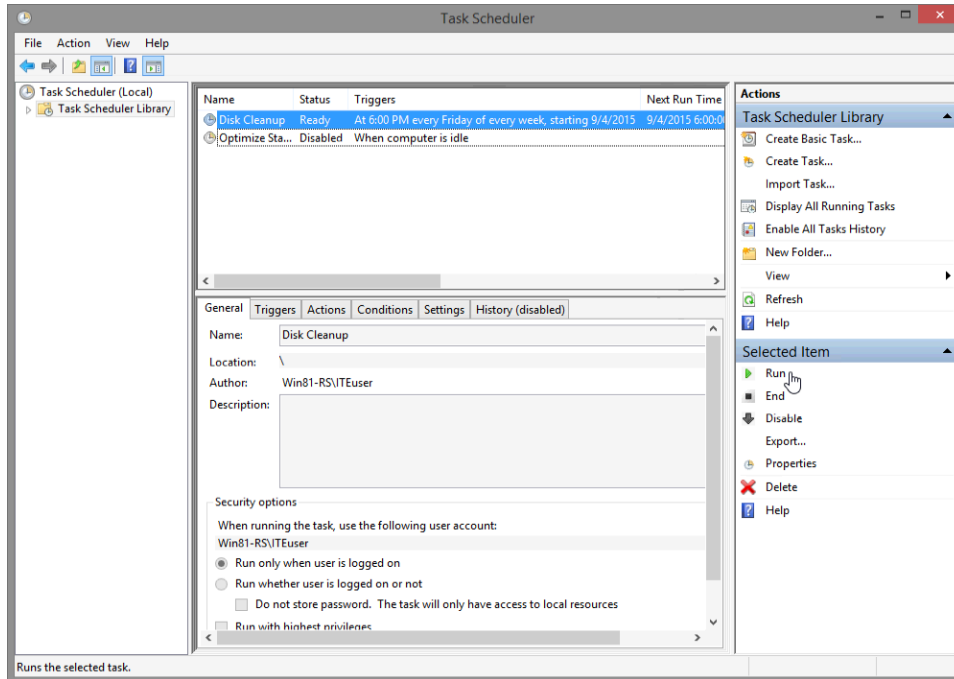 Task Scheduler
File Action View Help
Task Scheduler (Local)
Task Scheduler Library
Name Status Triggers Next Run Time
Disk Cleanup Ready At 6:00 PM every Friday of every week, starting 9/4/2015 9/4/2015 6:00:0
Optimize Sta... Disabled When computer is idle
General Triggers Actions Conditions Settings History (disabled)
Name: Disk Cleanup
Location: \
Author: Win81-RS\ITEuser
Description:
Security options
When running the task, use the following user account:
Win81-RS\ITEuser
Run only when user is logged on
Run whether user is logged on or not
Do not store password. The task will only have access to local resources
Run with highest privileges
Actions
Task Scheduler Library
Create Basic Task...
Create Task...
Import Task...
Display All Running Tasks
Enable All Tasks History
New Folder...
View
Refresh
Help
Selected Item
Run
End
Disable
Export...
Properties
Delete
Help
Runs the selected task.